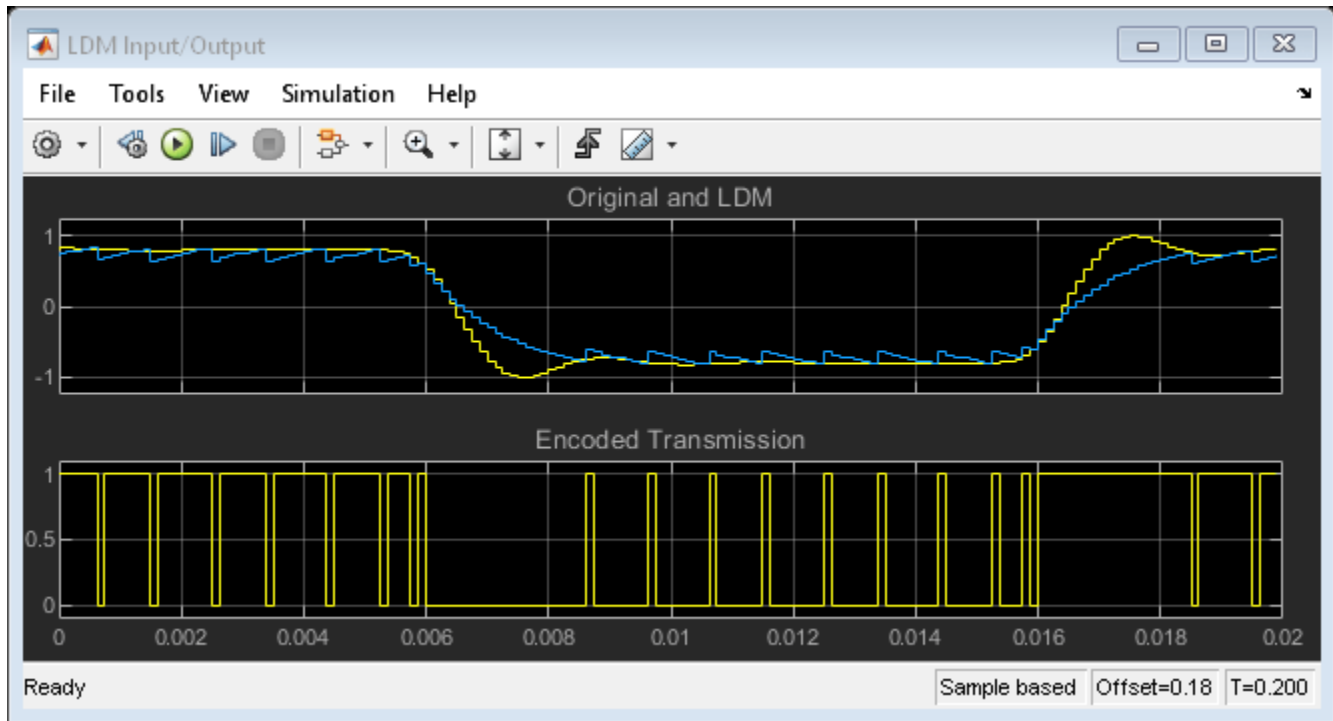 LDM Input/Output
File Tools View Simulation Help
Original and LDM
1
0
-1
Encoded Transmission
1
0.5
0
0 0.002 0.004 0.006 0.008 0.01 0.012 0.014 0.016 0.018 0.02
Ready Sample based Offset=0.18 T=0.200